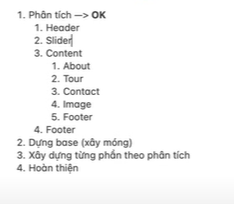 1. Phân tích —> OK
1. Header
2. Slider
3. Content
1. About
2. Tour
3. Contact
4. Image
5. Footer
4. Footer
2. Dựng base (xây móng)
3. Xây dựng từng phần theo phân tích
4. Hoàn thiện